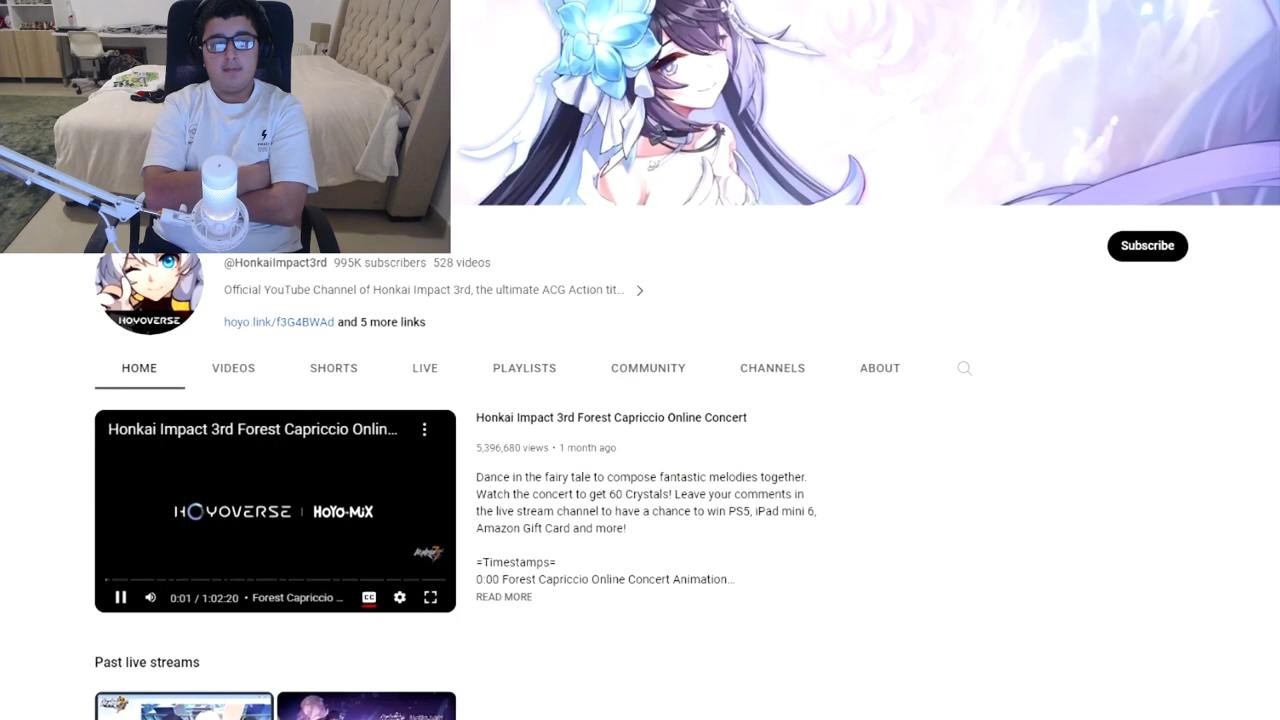 @HonkaiImpact3rd 995K subscribers 528 videos
Subscribe
Official YouTube Channel of Honkai Impact 3rd, the ultimate ACG Action tit...
hoyo.link/f3G4BWAd and 5 more links
HOYOVERSE
HOME VIDEOS SHORTS LIVE PLAYLISTS COMMUNITY CHANNELS ABOUT
Honkai Impact 3rd Forest Capriccio Onlin...
HOYOVERSE | HOYO-MiX
0:01 / 1:02:20 • Forest Capriccio ...
CC
Honkai Impact 3rd Forest Capriccio Online Concert
5,396,680 views • 1 month ago
Dance in the fairy tale to compose fantastic melodies together.
Watch the concert to get 60 Crystals! Leave your comments in
the live stream channel to have a chance to win PS5, iPad mini 6,
Amazon Gift Card and more!
=Timestamps=
0:00 Forest Capriccio Online Concert Animation...
READ MORE
Past live streams